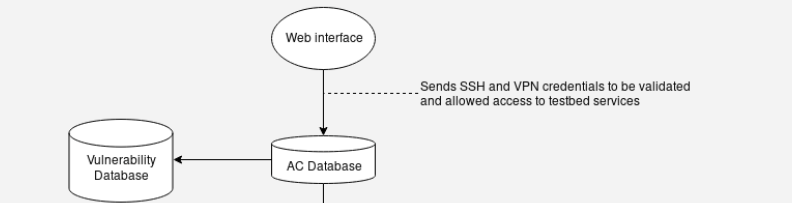 Web interface
Sends SSH and VPN credentials to be validated
and allowed access to testbed services
Vulnerability
Database
AC Database